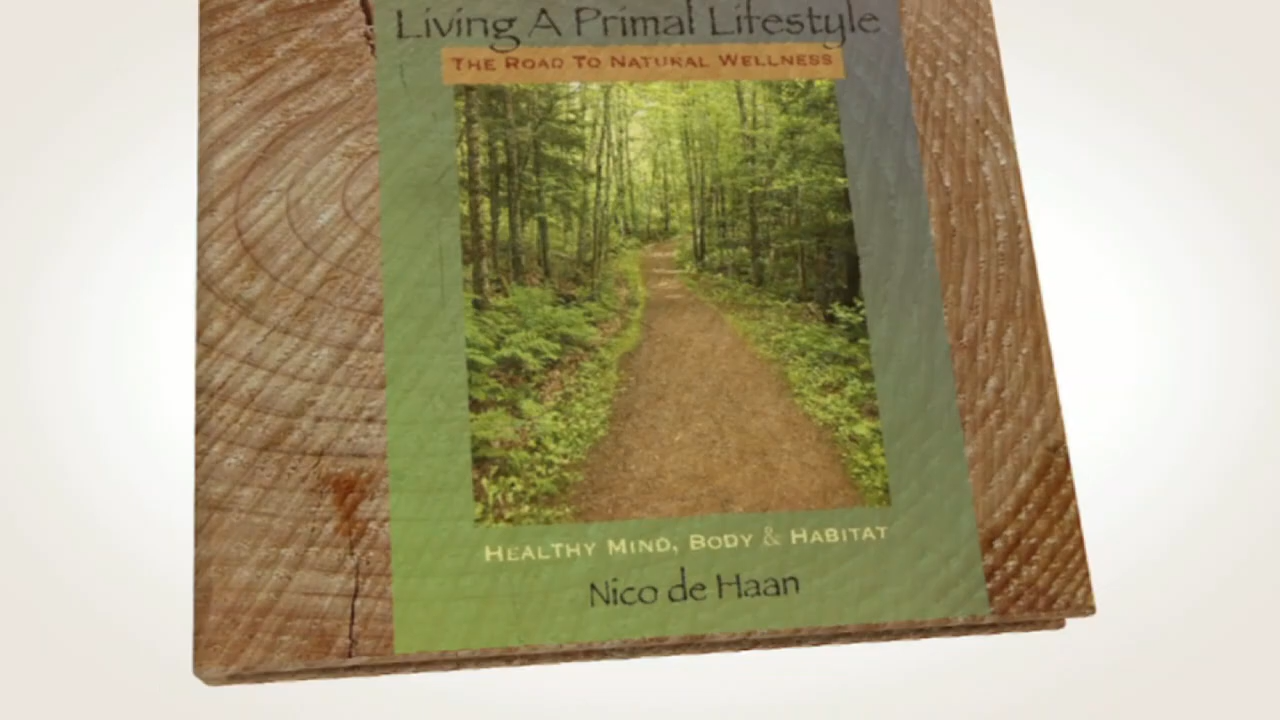 Living A Primal Lifestyle
The Road To Natural Wellness
Healthy Mind, Body & Habitat
Nico de Haan